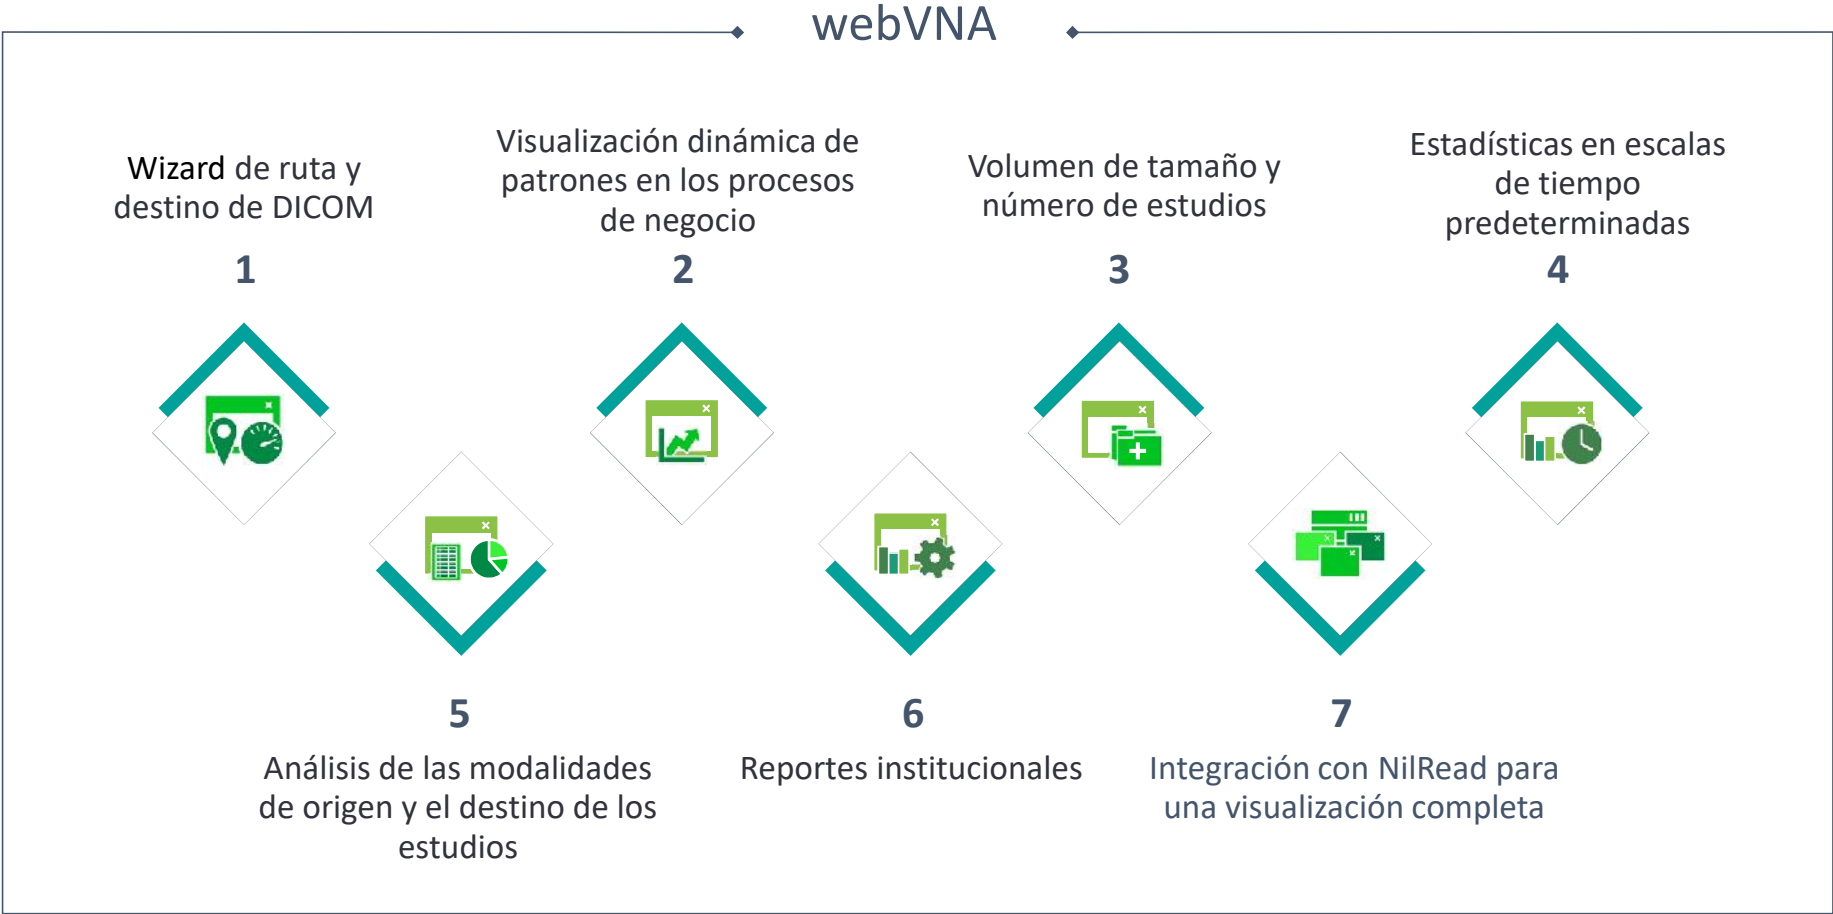 webVNA
Wizard de ruta y
destino de DICOM
1
Visualización dinámica de
patrones en los procesos
de negocio
2
Volumen de tamaño y
número de estudios
3
Estadísticas en escalas
de tiempo
predeterminadas
4
5
Análisis de las modalidades
de origen y el destino de los
estudios
6
Reportes institucionales
7
Integración con NilRead para
una visualización completa